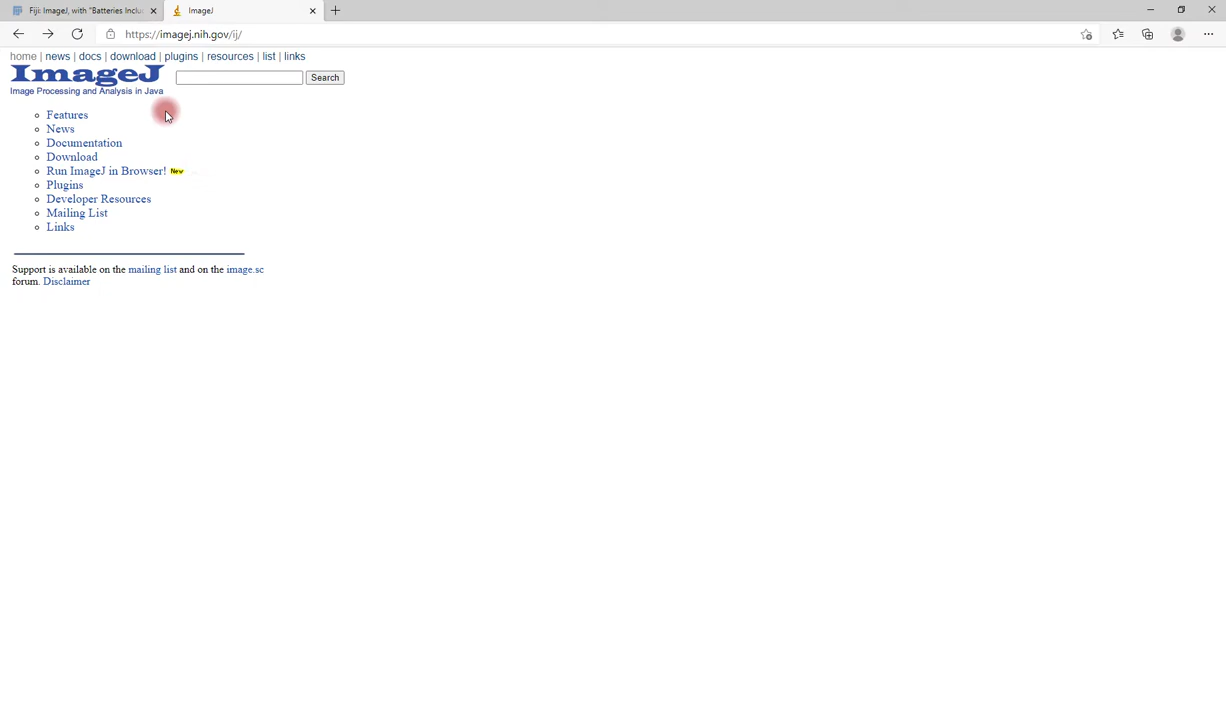 Fiji: ImageJ, with "Batteries Inclu
ImageJ
https://imagej.nih.gov/ij/
home | news | docs | download | plugins | resources | list | links
ImageJ
Search
Image Processing and Analysis in Java
Features
News
Documentation
Download
Run ImageJ in Browser! New
Plugins
Developer Resources
Mailing List
Links
Support is available on the mailing list and on the image.sc
forum. Disclaimer